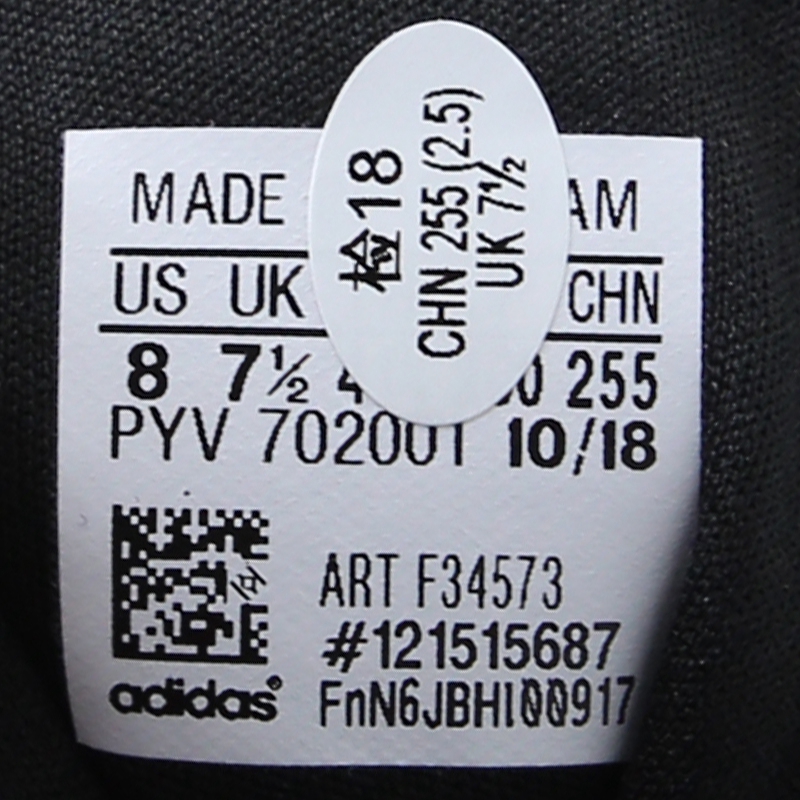 MADE AM
US UK CHN
8 7½ 4 0 255
PYV 702001 10/18
检18
CHN 255 (2.5)
UK 7½
ART F34573
#121515687
adidas®
FnN6JBHl00917